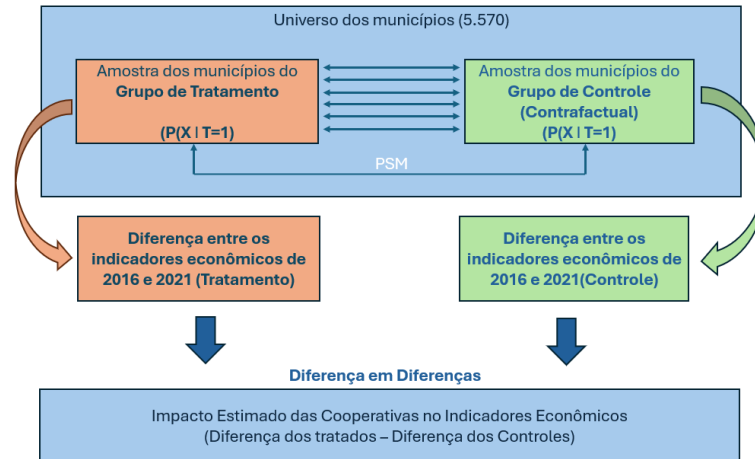 Universo dos municípios (5.570)
Amostra dos municípios do
Grupo de Tratamento
(P(X | T=1)
Amostra dos municípios do
Grupo de Controle
(Contrafactual)
(P(X | T=1)
PSM
Diferença entre os
indicadores econômicos de
2016 e 2021 (Tratamento)
Diferença entre os
indicadores econômicos de
2016 e 2021(Controle)
Diferença em Diferenças
Impacto Estimado das Cooperativas no Indicadores Econômicos
(Diferença dos tratados – Diferença dos Controles)